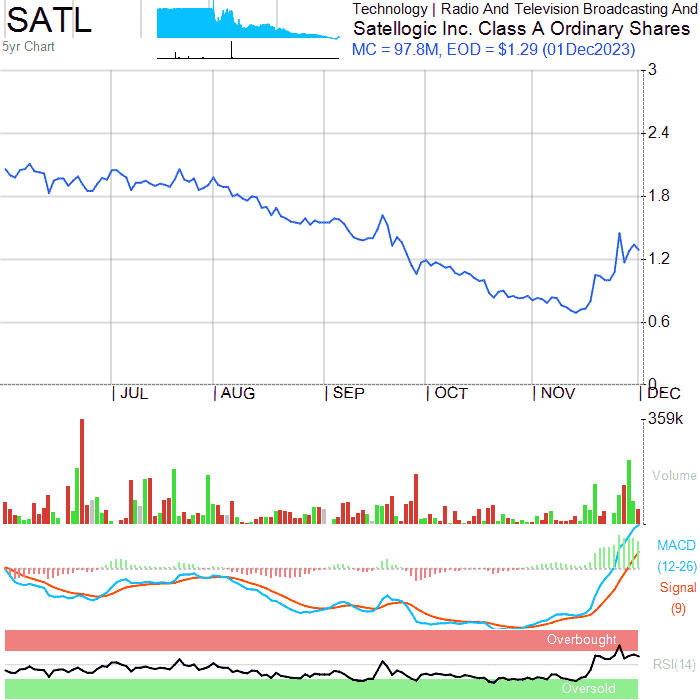 SATL
5yr Chart
Technology | Radio And Television Broadcasting And
Satellogic Inc. Class A Ordinary Shares
MC = 97.8M, EOD = $1.29 (01Dec2023)
3
2.4
1.8
1.2
0.6
0
| JUL | AUG | SEP | OCT | NOV | DEC
359k
Volume
MACD
(12-26)
Signal
(9)
Overbought
RSI(14)
Oversold